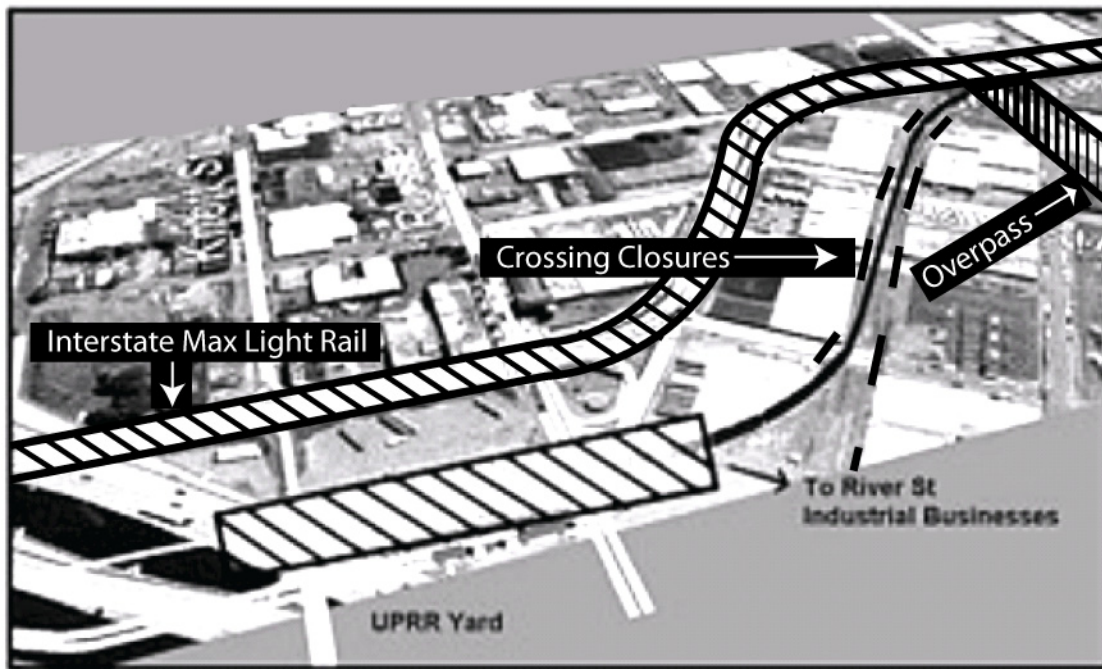 Crossing Closures
Overpass
Interstate Max Light Rail
To River St
Industrial Businesses
UPRR Yard